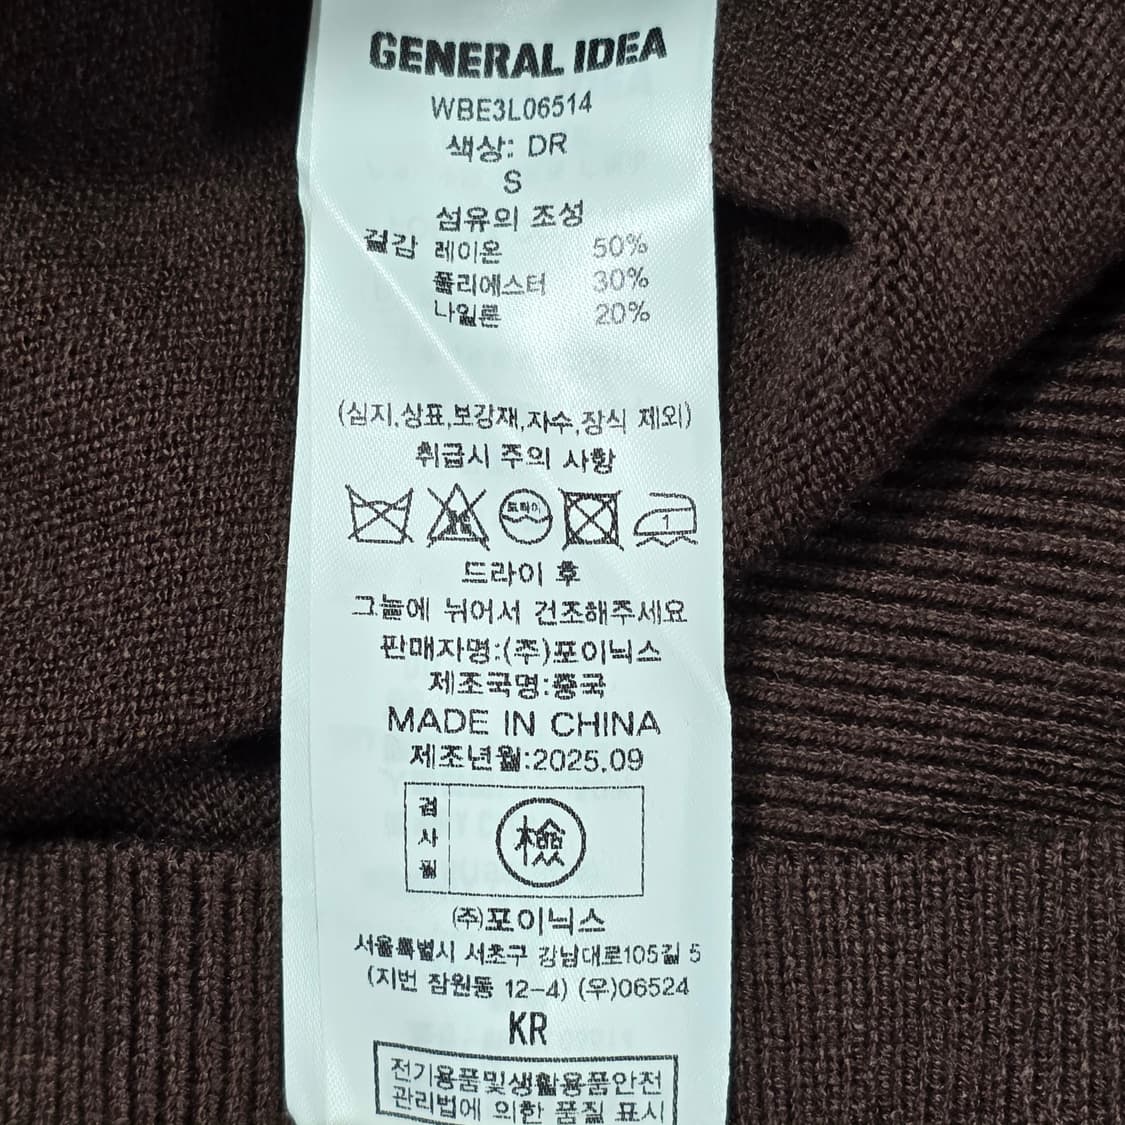 GENERAL IDEA
WBE3L06514
색상: DR
S
섬유의 조성
겉감 레이온 50%
폴리에스터 30%
나일론 20%
(심지,상표,보강재,자수,장식 제외)
취급시 주의 사항
드라이 1
드라이 후
그늘에 뉘어서 건조해주세요
판매자명:(주)포이닉스
제조국명:중국
MADE IN CHINA
제조년월:2025.09
검사필 檢
(주)포이닉스
서울특별시 서초구 강남대로105길 5
(지번 잠원동 12-4) (우)06524
KR
전기용품및생활용품안전
관리법에 의한 품질 표시